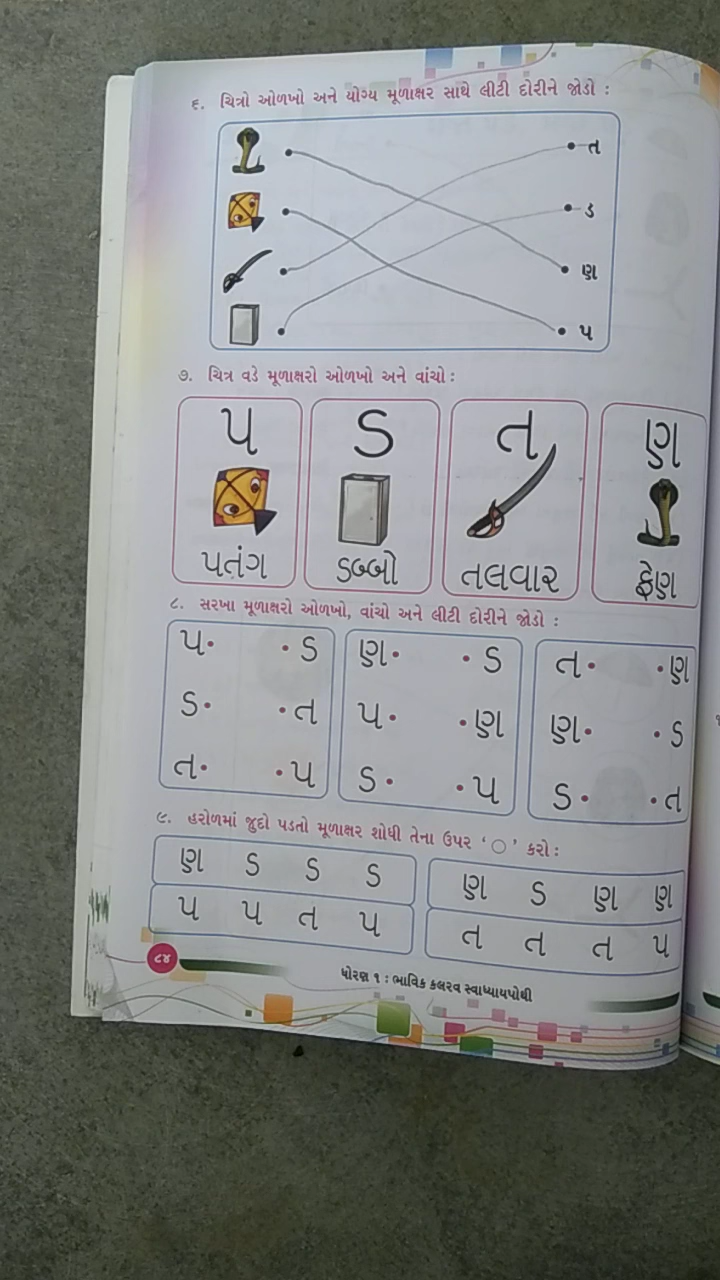 ૬. ચિત્રો ઓળખો અને યોગ્ય મૂળાક્ષર સાથે લીટી દોરીને જોડો :
ત
ડ
ણ
પ
૭. ચિત્ર વડે મૂળાક્ષરો ઓળખો અને વાંચો :
પ ડ ત ણ
પતંગ ડબ્બો તલવાર ફેણ
૮. સરખા મૂળાક્ષરો ઓળખો, વાંચો અને લીટી દોરીને જોડો :
પ• •ડ ણ• •ડ ત• •ણ
ડ• •ત પ• •ણ ણ• •ડ
ત• •પ ડ• •પ ડ• •ત
૯. હરોળમાં જુદો પડતો મૂળાક્ષર શોધી તેના ઉપર ‘○’ કરો :
ણ ડ ડ ડ ણ ડ ણ ણ
પ પ ત પ ત ત ત પ
૮૪
ધોરણ ૧ : ભાવિક કલરવ સ્વાધ્યાયપોથી